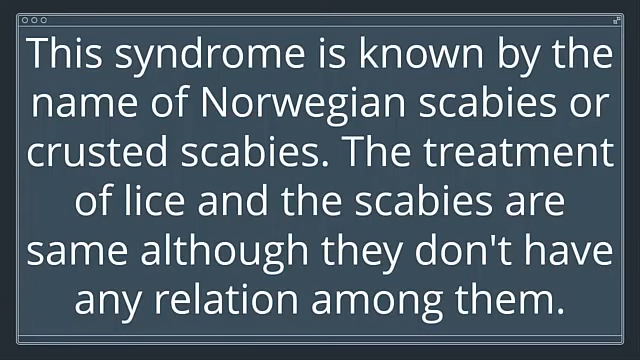 This syndrome is known by the
name of Norwegian scabies or
crusted scabies. The treatment
of lice and the scabies are
same although they don't have
any relation among them.